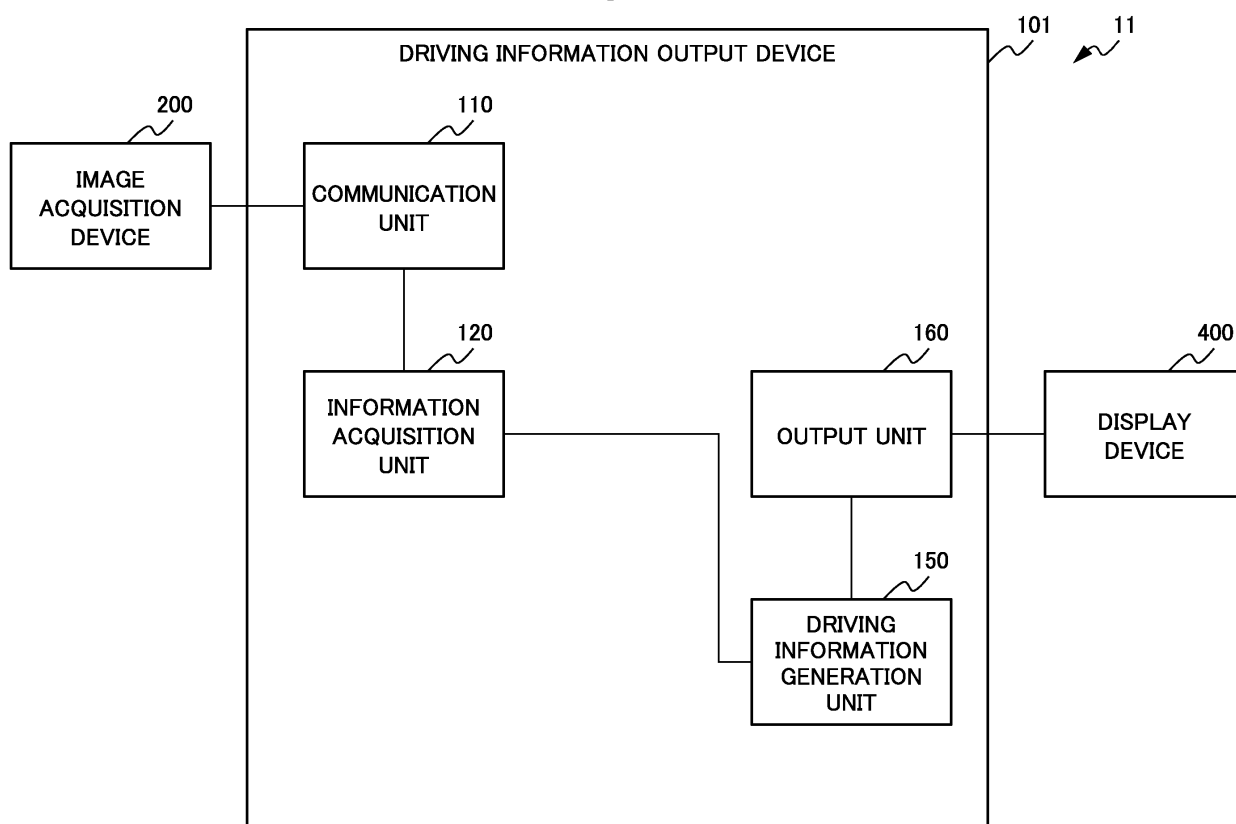 DRIVING INFORMATION OUTPUT DEVICE
101
11
200
IMAGE
ACQUISITION
DEVICE
110
COMMUNICATION
UNIT
120
INFORMATION
ACQUISITION
UNIT
160
OUTPUT UNIT
400
DISPLAY
DEVICE
150
DRIVING
INFORMATION
GENERATION
UNIT